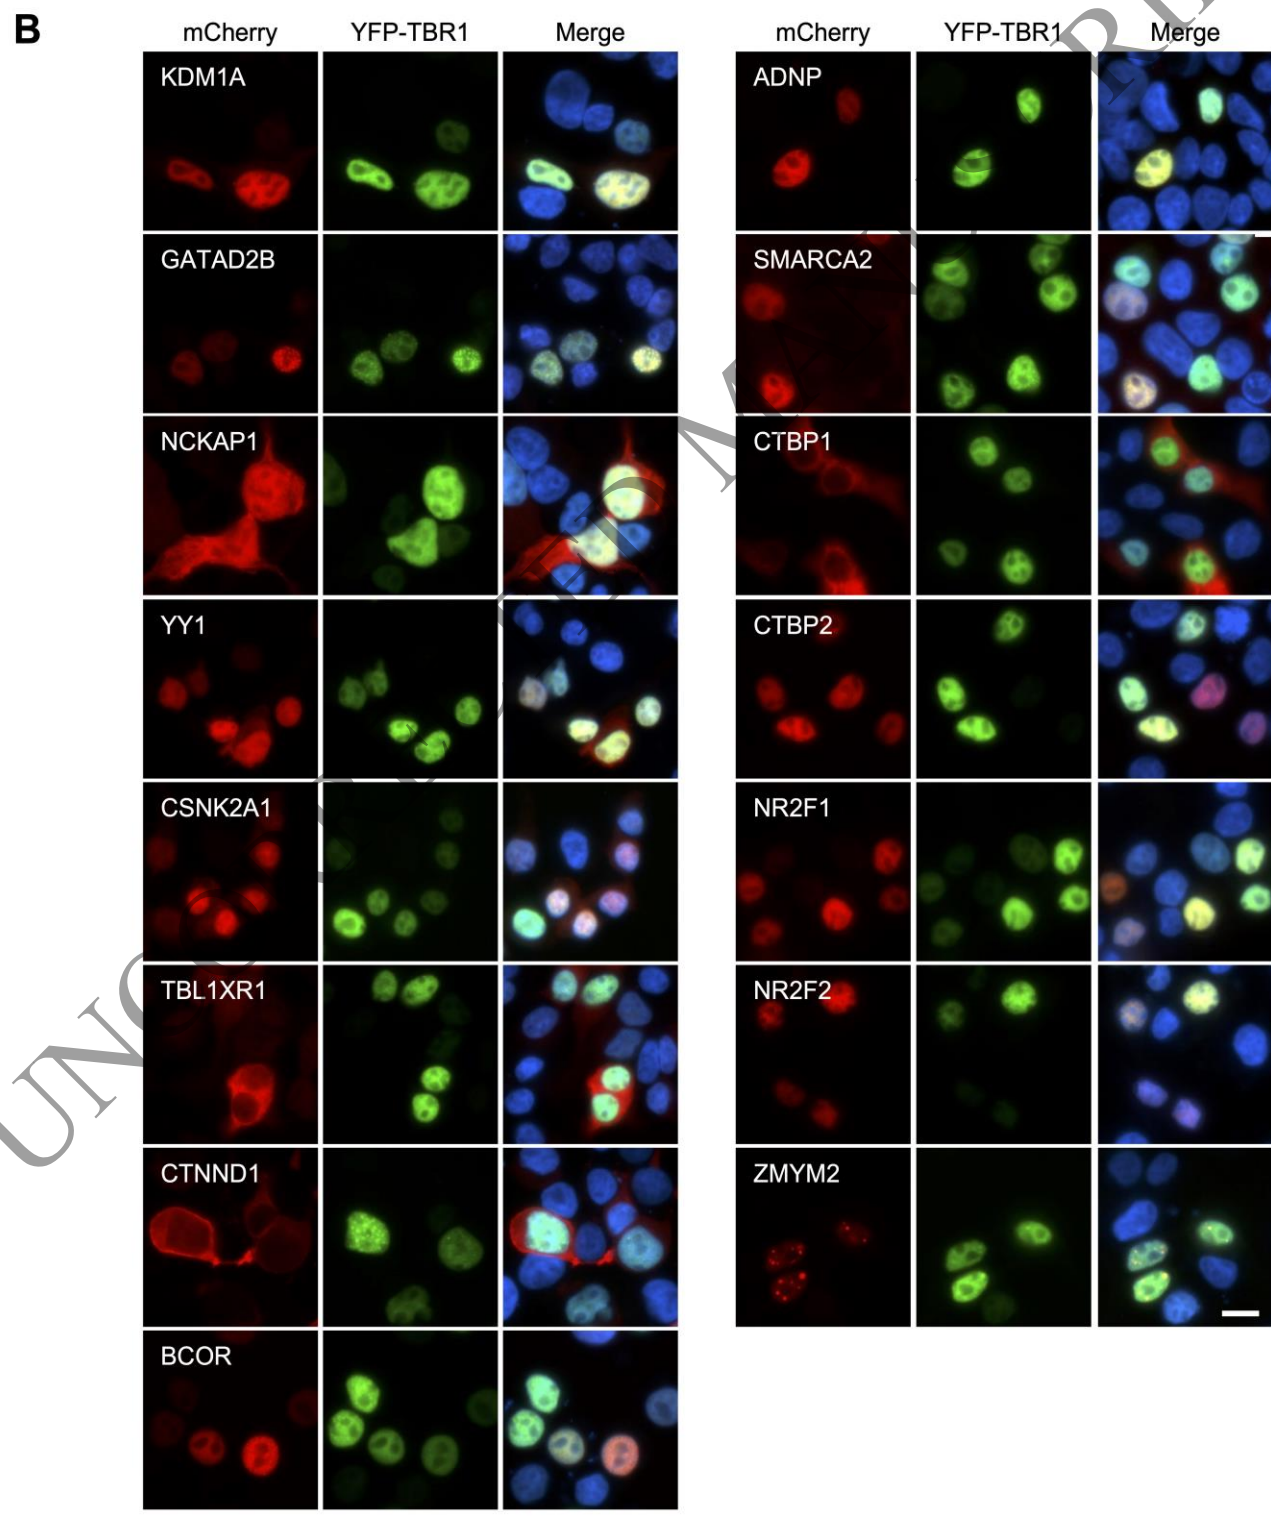 B
mCherry YFP-TBR1 Merge mCherry YFP-TBR1 Merge
KDM1A ADNP
GATAD2B SMARCA2
NCKAP1 CTBP1
YY1 CTBP2
CSNK2A1 NR2F1
TBL1XR1 NR2F2
CTNND1 ZMYM2
BCOR